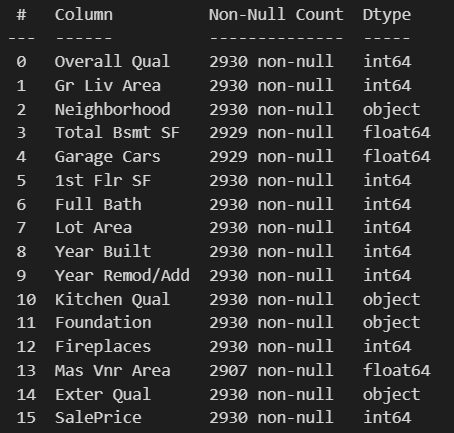 #   Column          Non-Null Count  Dtype
---  ------          --------------  -----
0   Overall Qual    2930 non-null   int64
1   Gr Liv Area     2930 non-null   int64
2   Neighborhood    2930 non-null   object
3   Total Bsmt SF   2929 non-null   float64
4   Garage Cars     2929 non-null   float64
5   1st Flr SF      2930 non-null   int64
6   Full Bath       2930 non-null   int64
7   Lot Area        2930 non-null   int64
8   Year Built      2930 non-null   int64
9   Year Remod/Add  2930 non-null   int64
10  Kitchen Qual    2930 non-null   object
11  Foundation      2930 non-null   object
12  Fireplaces      2930 non-null   int64
13  Mas Vnr Area    2907 non-null   float64
14  Exter Qual      2930 non-null   object
15  SalePrice       2930 non-null   int64